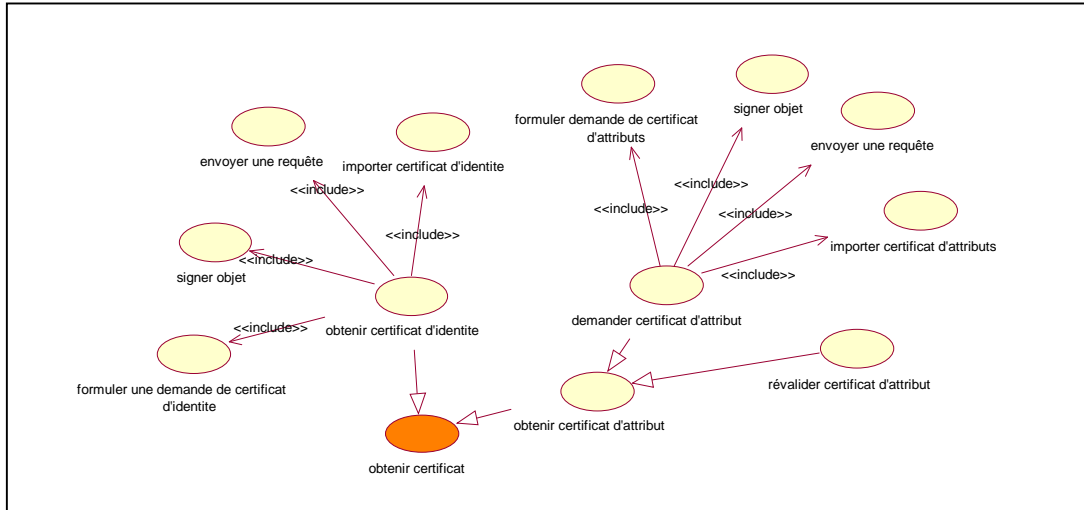 signer objet
formuler demande de certificat
d'attributs
envoyer une requête
envoyer une requête
importer certificat d'identite
<<include>>
<<include>>
<<include>>
<<include>>
<<include>>
<<include>>
importer certificat d'attributs
signer objet
<<include>>
<<include>>
demander certificat d'attribut
obtenir certificat d'identite
formuler une demande de certificat
d'identite
révalider certificat d'attribut
obtenir certificat d'attribut
obtenir certificat